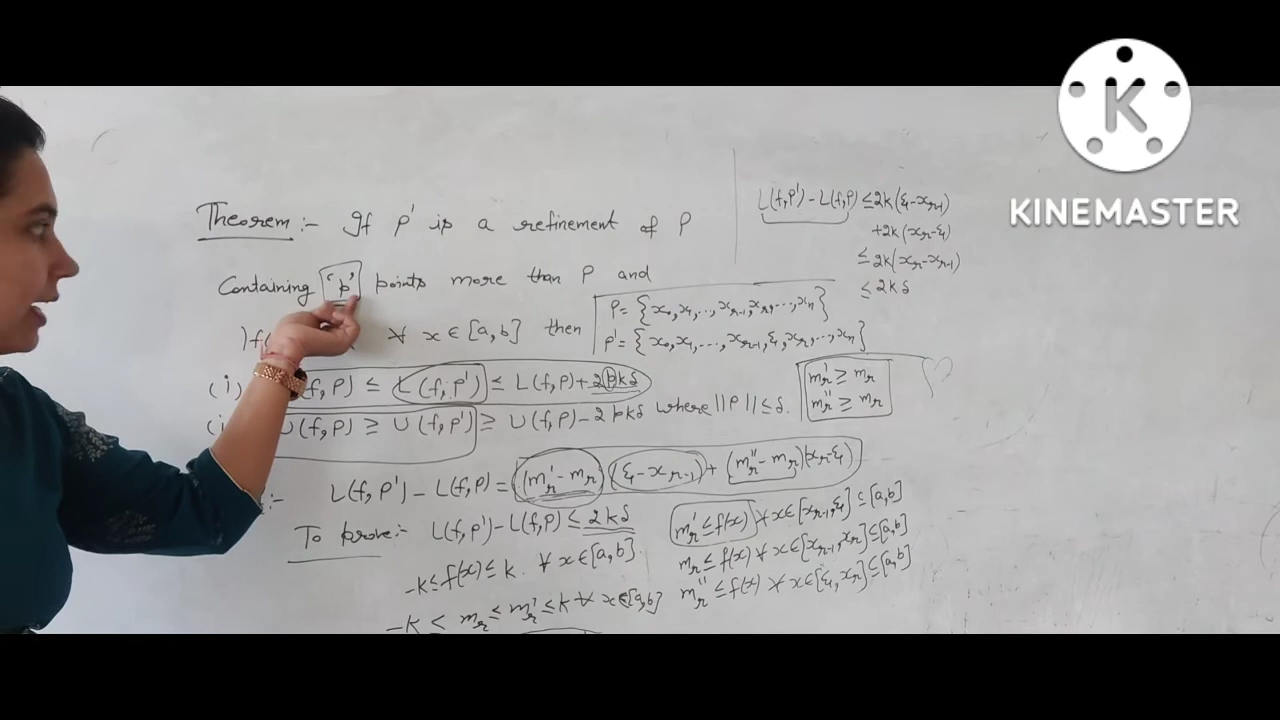 Theorem :- If P' is a refinement of P
Containing 'p' points more than P and
|f( ∀ x ∈ [a, b] then
P = {x₀, x₁, ..., xᵣ₋₁, xᵣ, ..., xₙ}
P' = {x₀, x₁, ..., xᵣ₋₁, ξ, xᵣ, ..., xₙ}
(i) (f, P) ≤ L(f, P') ≤ L(f, P) + 2pkδ
U(f, P) ≥ U(f, P') ≥ U(f, P) - 2pkδ where ||P|| ≤ δ.
:- L(f, P') - L(f, P) = (mᵣ' - mᵣ)(ξ - xᵣ₋₁) + (mᵣ'' - mᵣ)(xᵣ - ξ)
To prove :- L(f, P') - L(f, P) ≤ 2kδ
-k ≤ f(x) ≤ k. ∀ x ∈ [a, b]
-k ≤ mᵣ ≤ mᵣ' ≤ k ∀ x ∈ [a, b]
mᵣ' ≤ f(x) ∀ x ∈ [xᵣ₋₁, ξ] ⊆ [a, b]
mᵣ ≤ f(x) ∀ x ∈ [xᵣ₋₁, xᵣ] ⊆ [a, b]
mᵣ'' ≤ f(x) ∀ x ∈ [ξ, xᵣ] ⊆ [a, b]
L(f, P') - L(f, P) ≤ 2k(ξ - xᵣ₋₁)
+ 2k(xᵣ - ξ)
≤ 2k(xᵣ - xᵣ₋₁)
≤ 2kδ
mᵣ' ≥ mᵣ
mᵣ'' ≥ mᵣ
K
KINEMASTER